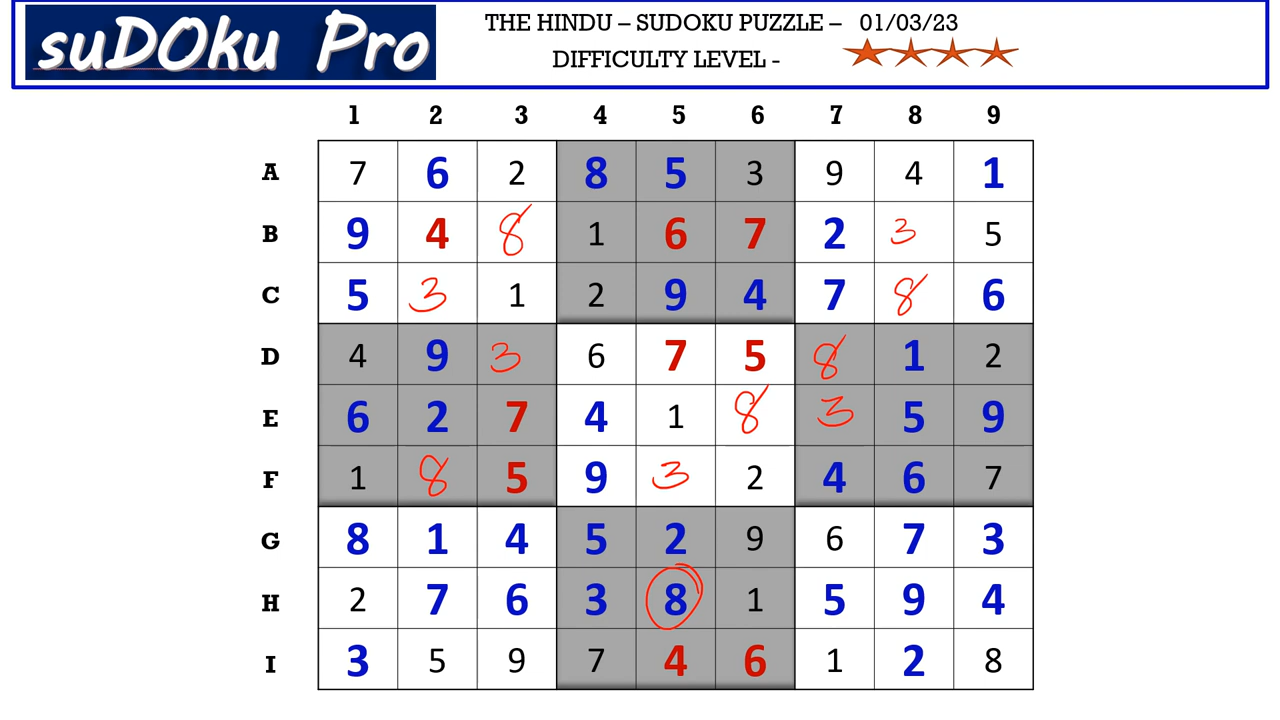 suDOku Pro
THE HINDU – SUDOKU PUZZLE – 01/03/23
DIFFICULTY LEVEL -
1 2 3 4 5 6 7 8 9
A 7 6 2 8 5 3 9 4 1
B 9 4 8 1 6 7 2 3 5
C 5 3 1 2 9 4 7 8 6
D 4 9 3 6 7 5 8 1 2
E 6 2 7 4 1 8 3 5 9
F 1 8 5 9 3 2 4 6 7
G 8 1 4 5 2 9 6 7 3
H 2 7 6 3 8 1 5 9 4
I 3 5 9 7 4 6 1 2 8